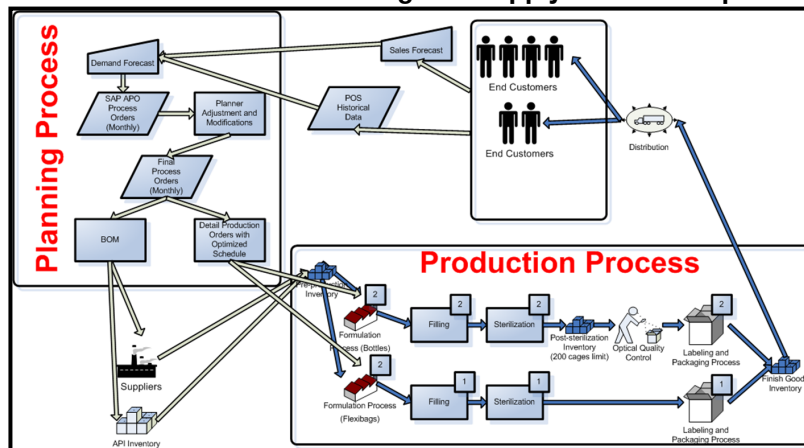 Planning Process
Demand Forecast
Sales Forecast
SAP APO
Process
Orders
(Monthly)
Planner
Adjustment and
Modifications
POS
Historical
Data
End Customers
End Customers
Distribution
Final
Process Orders
(Monthly)
BOM
Detail Production
Orders with
Optimized
Schedule
Suppliers
API Inventory
Production Process
Inventory
2
Formulation
Process (Bottles)
2
Filling
2
Sterilization
Post-sterilization
Inventory
(200 cages limit)
Optical Quality
Control
2
Labeling and
Packaging Process
Finish Good
Inventory
2
Formulation Process
(Flexibags)
1
Filling
1
Sterilization
1
Labeling and
Packaging Process